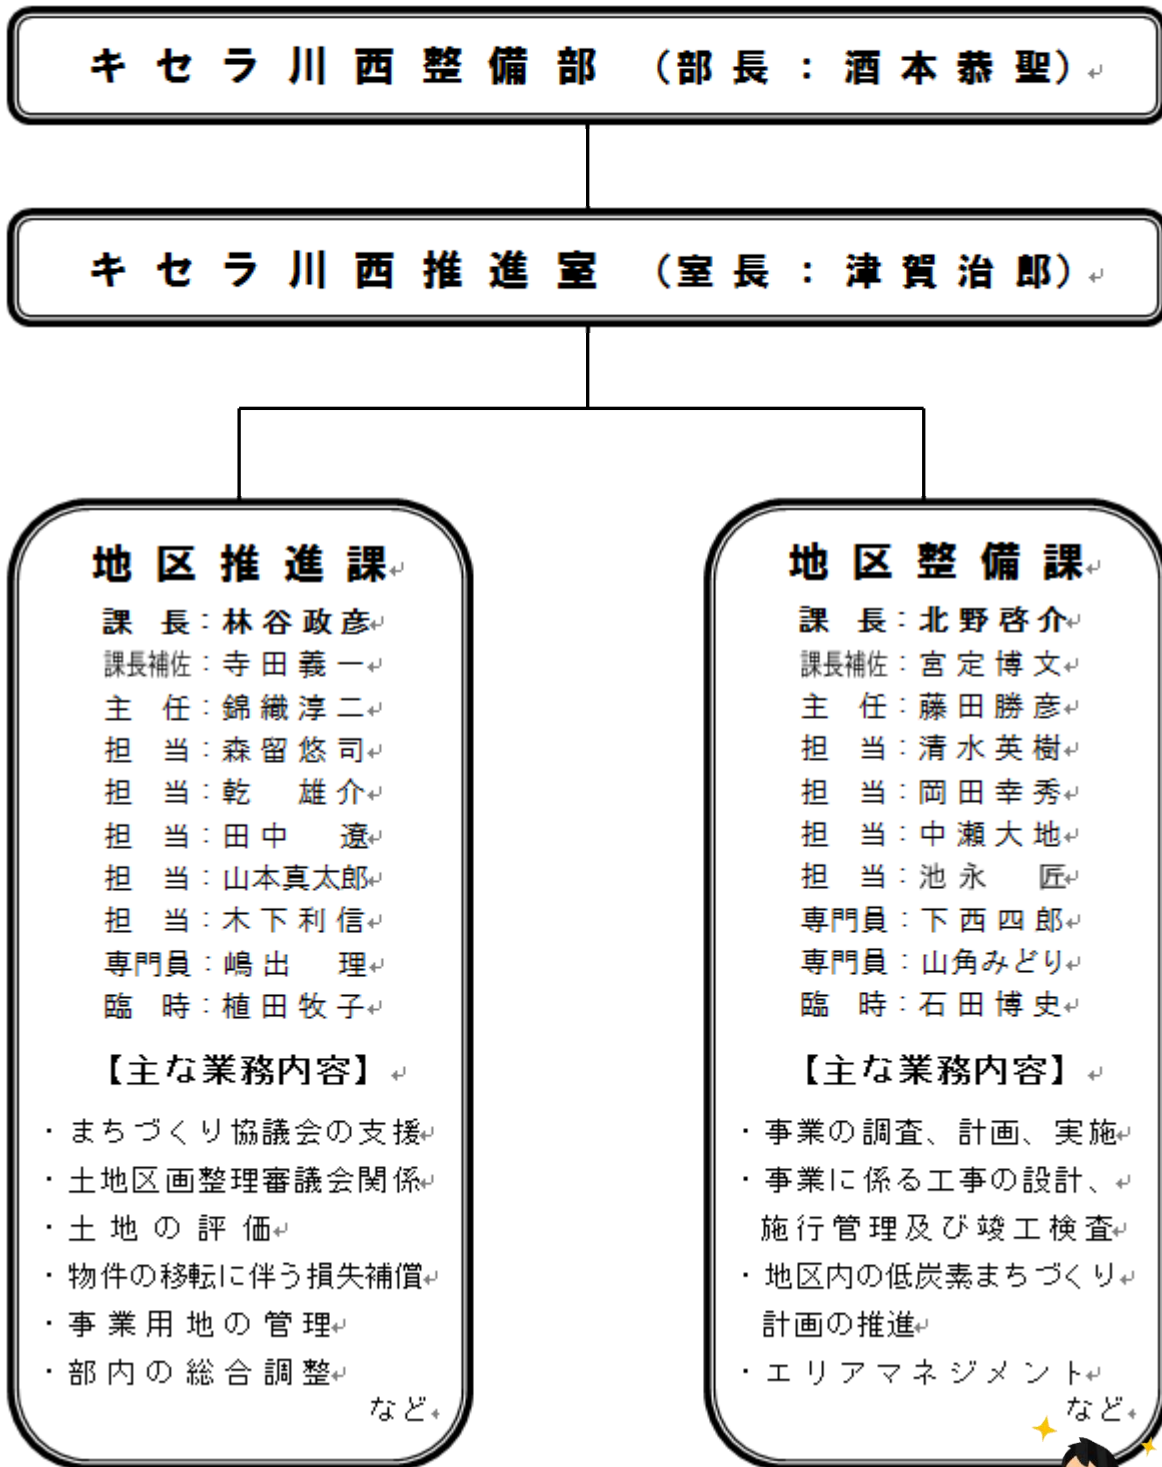 キセラ川西整備部 (部長:酒本恭聖)
キセラ川西推進室 (室長:津賀治郎)
地区推進課
課 長:林谷政彦
課長補佐:寺田義一
主 任:錦織淳二
担 当:森留悠司
担 当:乾 雄介
担 当:田中 遼
担 当:山本真太郎
担 当:木下利信
専門員:嶋出 理
臨 時:植田牧子
【主な業務内容】
・まちづくり協議会の支援
・土地区画整理審議会関係
・土地の評価
・物件の移転に伴う損失補償
・事業用地の管理
・部内の総合調整
など
地区整備課
課 長:北野啓介
課長補佐:宮定博文
主 任:藤田勝彦
担 当:清水英樹
担 当:岡田幸秀
担 当:中瀬大地
担 当:池永 匠
専門員:下西四郎
専門員:山角みどり
臨 時:石田博史
【主な業務内容】
・事業の調査、計画、実施
・事業に係る工事の設計、
施行管理及び竣工検査
・地区内の低炭素まちづくり
計画の推進
・エリアマネジメント
など